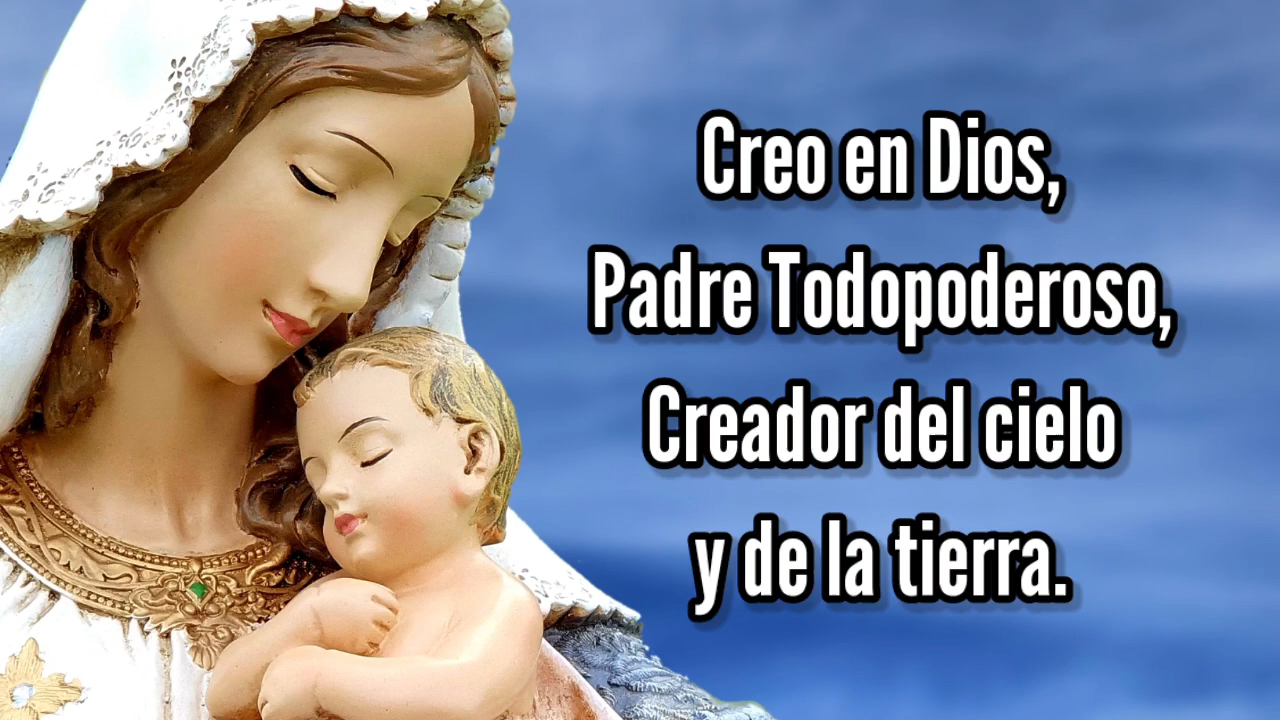 Creo en Dios,
Padre Todopoderoso,
Creador del cielo
y de la tierra.